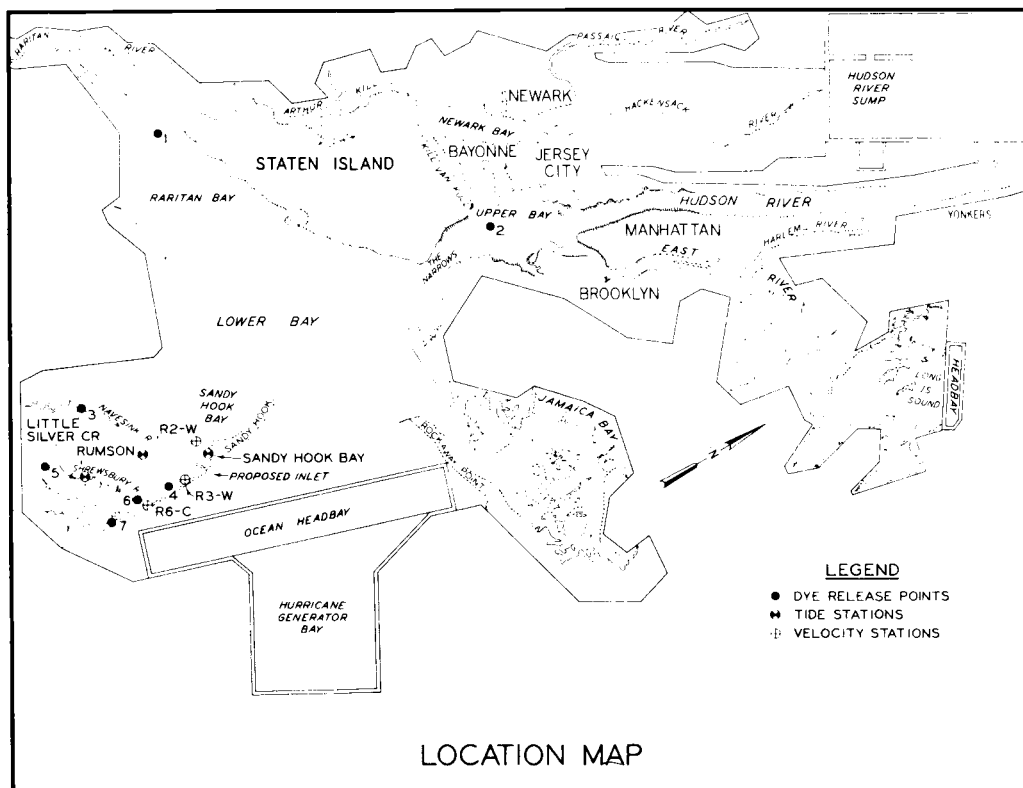 HARITAN
RIVER
ARTHUR KILL
PASSAIC RIVER
HUDSON
RIVER
SUMP
NEWARK
HACKENSACK
RIVER
NEWARK BAY
1
STATEN ISLAND
BAYONNE
JERSEY
CITY
KILL VAN KULL
RARITAN BAY
UPPER BAY
2
HUDSON RIVER
MANHATTAN
HARLEM RIVER
YONKERS
THE
NARROWS
EAST
RIVER
BROOKLYN
LOWER BAY
LONG
IS
SOUND
HEADBAY
SANDY
HOOK
BAY
SANDY HOOK
3
NAVESINK R
LITTLE
SILVER CR
R2-W
RUMSON
SANDY HOOK BAY
JAMAICA BAY
ROCKAWAY POINT
5
SHREWSBURY R
PROPOSED INLET
4
R3-W
6
R6-C
7
OCEAN HEADBAY
N
HURRICANE
GENERATOR
BAY
LEGEND
DYE RELEASE POINTS
TIDE STATIONS
VELOCITY STATIONS
LOCATION MAP